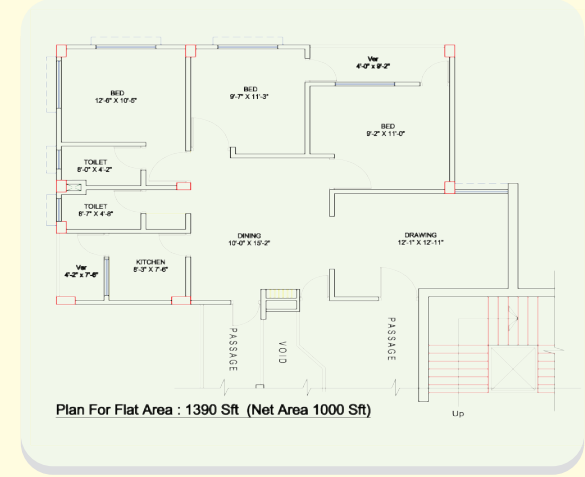 Ver
4'-0" x 9'-2"
BED
12'-6" X 10'-5"
BED
9'-7" X 11'-3"
BED
9'-2" X 11'-0"
TOILET
8'-0" X 4'-2"
TOILET
8'-7" X 4'-8"
DINING
10'-0" X 15'-2"
DRAWING
12'-1" X 12'-11"
Ver
4'-2" x 7'-6"
KITCHEN
8'-3" X 7'-6"
PASSAGE
VOID
PASSAGE
Plan For Flat Area : 1390 Sft (Net Area 1000 Sft)
Up